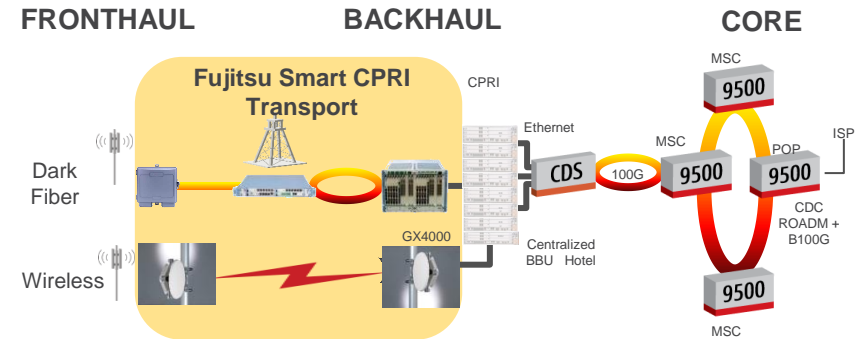 FRONTHAUL
BACKHAUL
CORE
Fujitsu Smart CPRI
Transport
CPRI
Ethernet
Dark
Fiber
CDS
100G
MSC
9500
MSC
9500
POP
9500
ISP
CDC
ROADM +
B100G
GX4000
Centralized
BBU Hotel
Wireless
9500
MSC